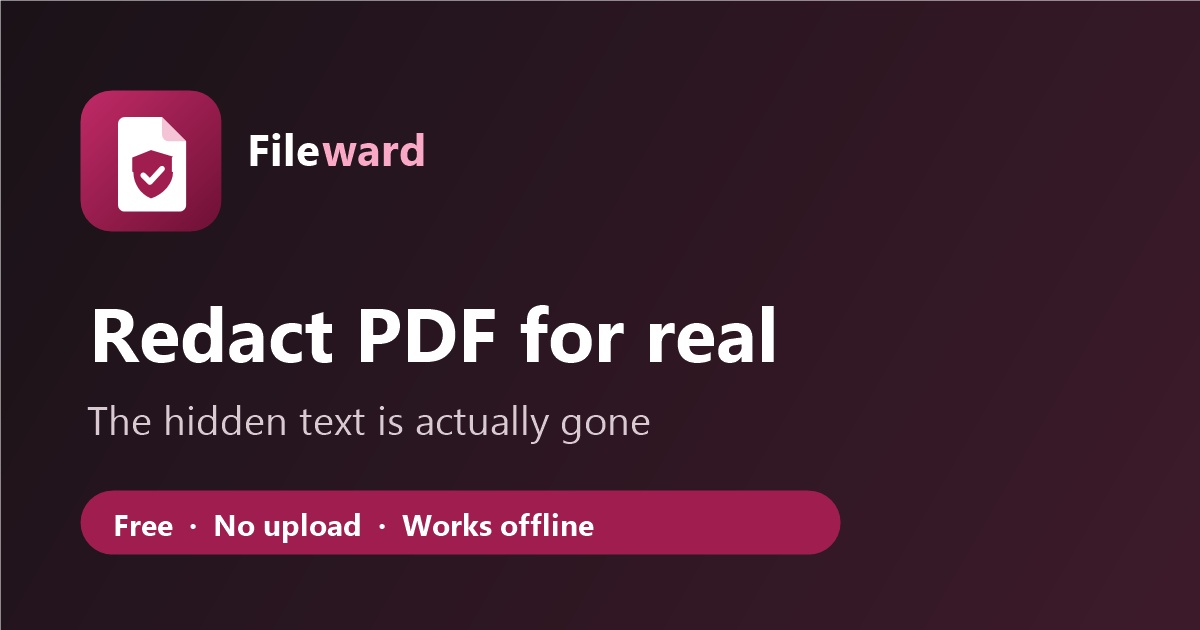 Fileward
Redact PDF for real
The hidden text is actually gone
Free · No upload · Works offline